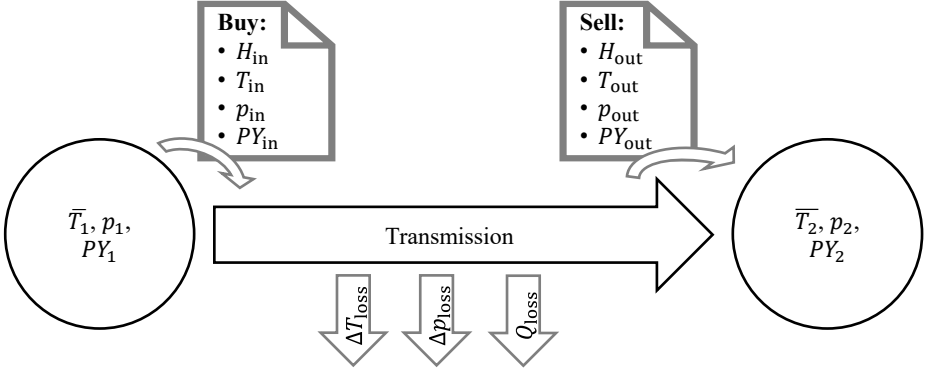 Buy:
• H_in
• T_in
• p_in
• PY_in
Sell:
• H_out
• T_out
• p_out
• PY_out
T̅_1, p_1,
PY_1
Transmission
T̅_2, p_2,
PY_2
ΔT_loss
Δp_loss
Q_loss